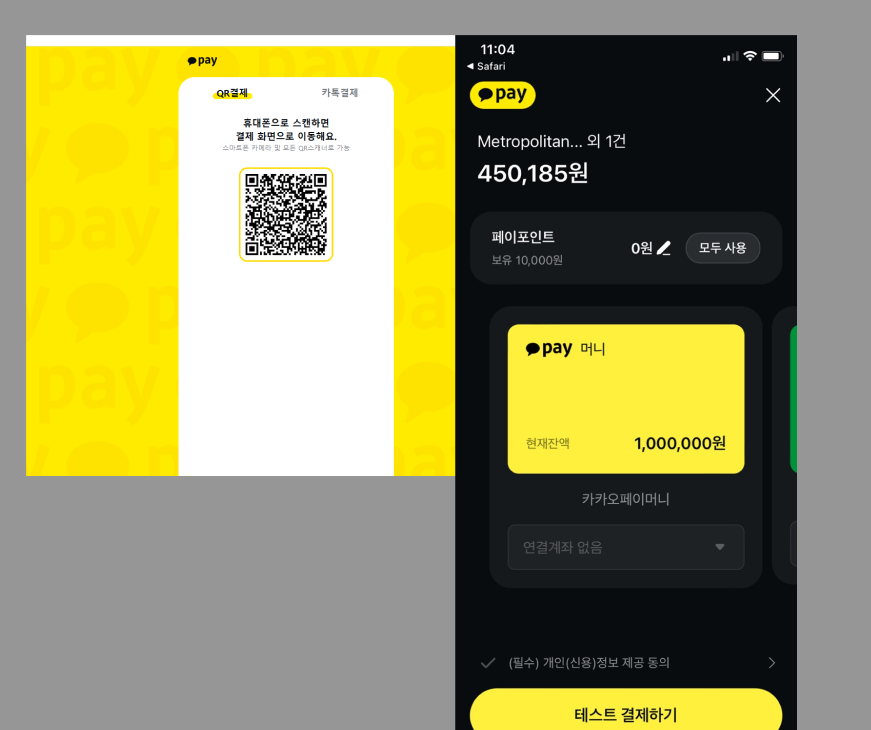 pay
QR결제
카톡결제
휴대폰으로 스캔하면
결제 화면으로 이동해요.
스마트폰 카메라 및 모든 QR스캐너로 가능
11:04
◀ Safari
pay
Metropolitan... 외 1건
450,185원
페이포인트
보유 10,000원
0원
모두 사용
pay 머니
현재잔액
1,000,000원
카카오페이머니
연결계좌 없음
(필수) 개인(신용)정보 제공 동의
테스트 결제하기